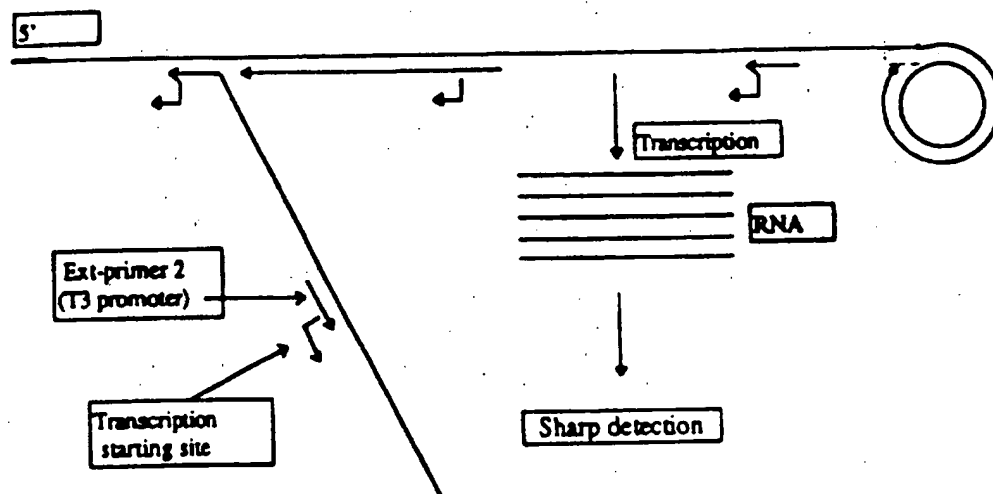 5'
Transcription
RNA
Ext-primer 2
(T3 promoter)
Transcription
starting site
Sharp detection